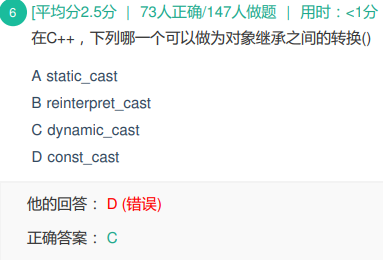 6 [平均分2.5分 | 73人正确/147人做题 | 用时：<1分
在C++，下列哪一个可以做为对象继承之间的转换()
A static_cast
B reinterpret_cast
C dynamic_cast
D const_cast
他的回答： D (错误)
正确答案： C